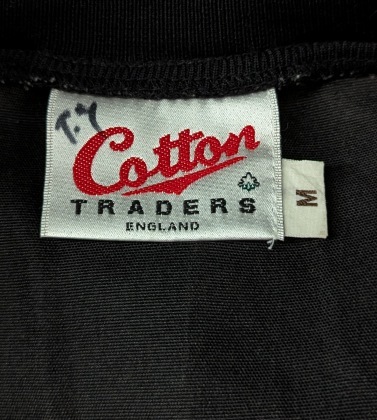 T.Y
Cotton
TRADERS
ENGLAND
M